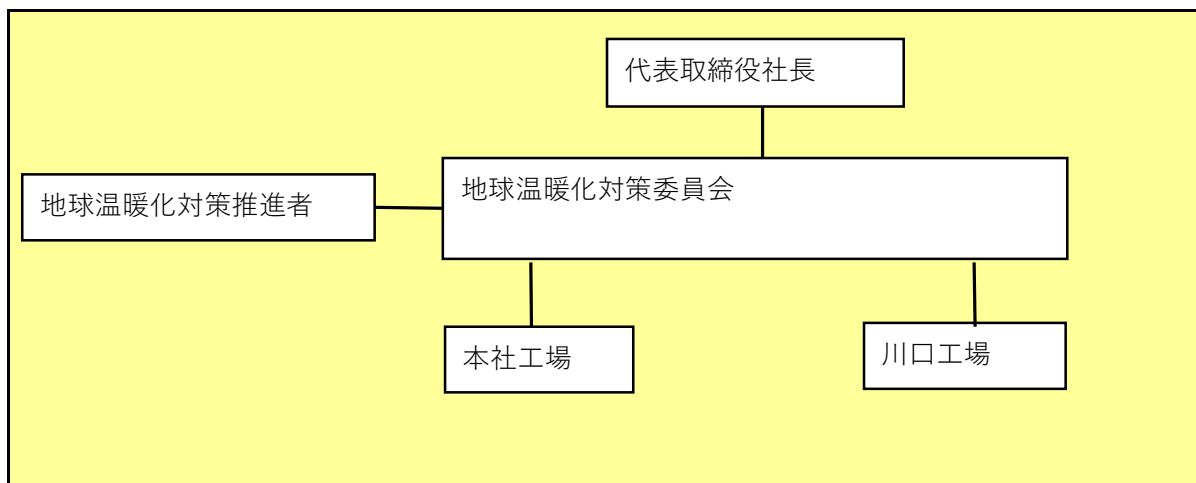 代表取締役社長
地球温暖化対策委員会
地球温暖化対策推進者
本社工場
川口工場